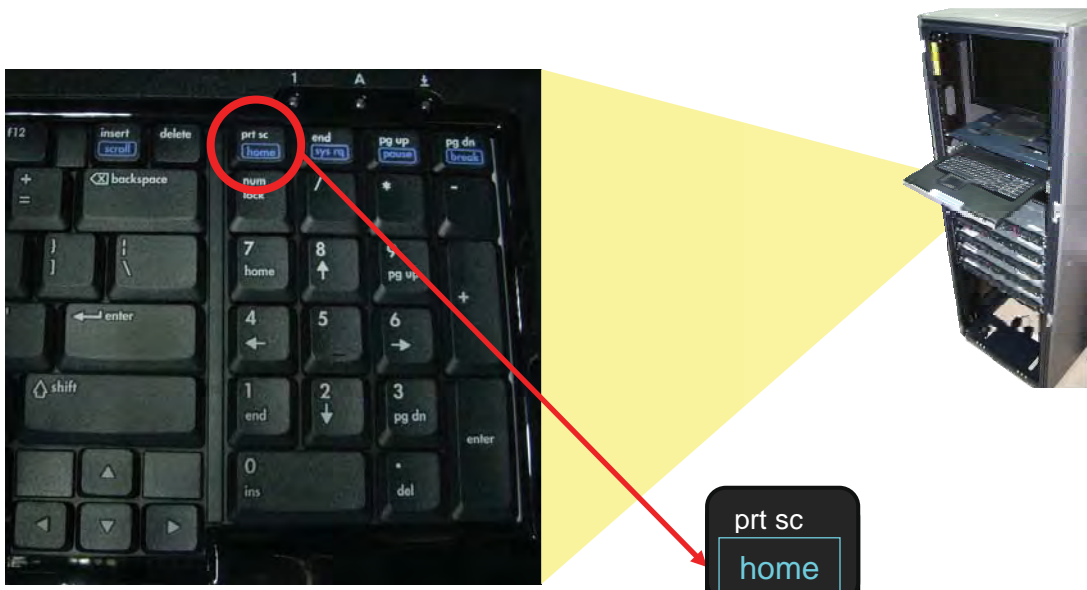 1 A
F12 insert delete prt sc end pg up pg dn
scroll home sys rq pause break
+ backspace num / * -
= lock
} | 7 8 9
] \ home pg up +
enter 4 5 6
shift 1 2 3
end pg dn enter
0 .
ins del
prt sc
home